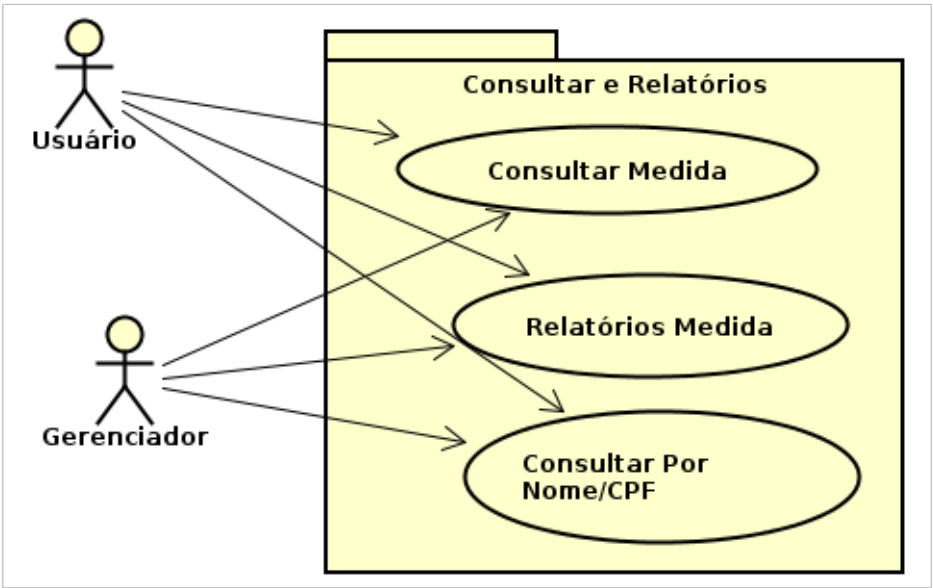 Usuário
Consultar e Relatórios
Consultar Medida
Relatórios Medida
Gerenciador
Consultar Por
Nome/CPF